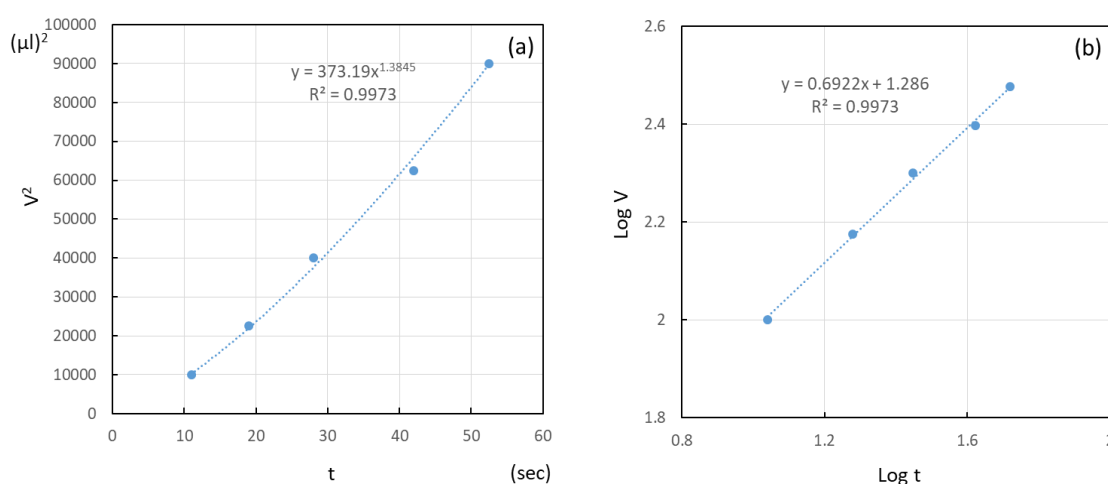 (a)
(µl)²
100000
90000
80000
70000
60000
50000
40000
30000
20000
10000
0
V²
y = 373.19x^1.3845
R² = 0.9973
0 10 20 30 40 50 60
t (sec)
(b)
2.6
2.4
2.2
2
1.8
Log V
y = 0.6922x + 1.286
R² = 0.9973
0.8 1.2 1.6 2
Log t